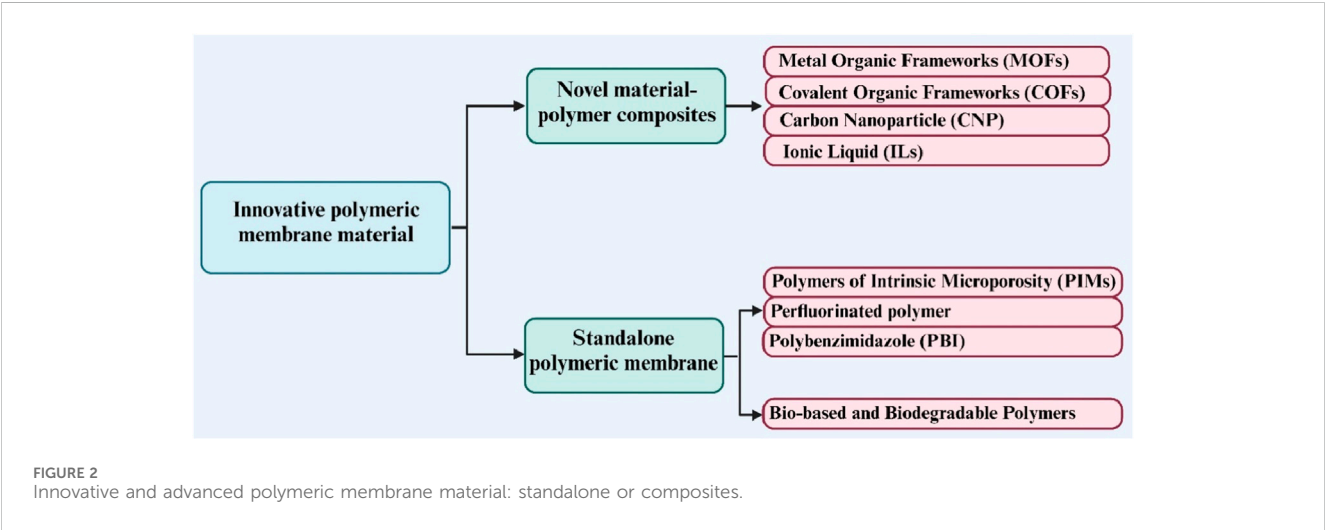 Innovative polymeric
membrane material
Novel material-
polymer composites
Metal Organic Frameworks (MOFs)
Covalent Organic Frameworks (COFs)
Carbon Nanoparticle (CNP)
Ionic Liquid (ILs)
Standalone
polymeric membrane
Polymers of Intrinsic Microporosity (PIMs)
Perfluorinated polymer
Polybenzimidazole (PBI)
Bio-based and Biodegradable Polymers
FIGURE 2
Innovative and advanced polymeric membrane material: standalone or composites.